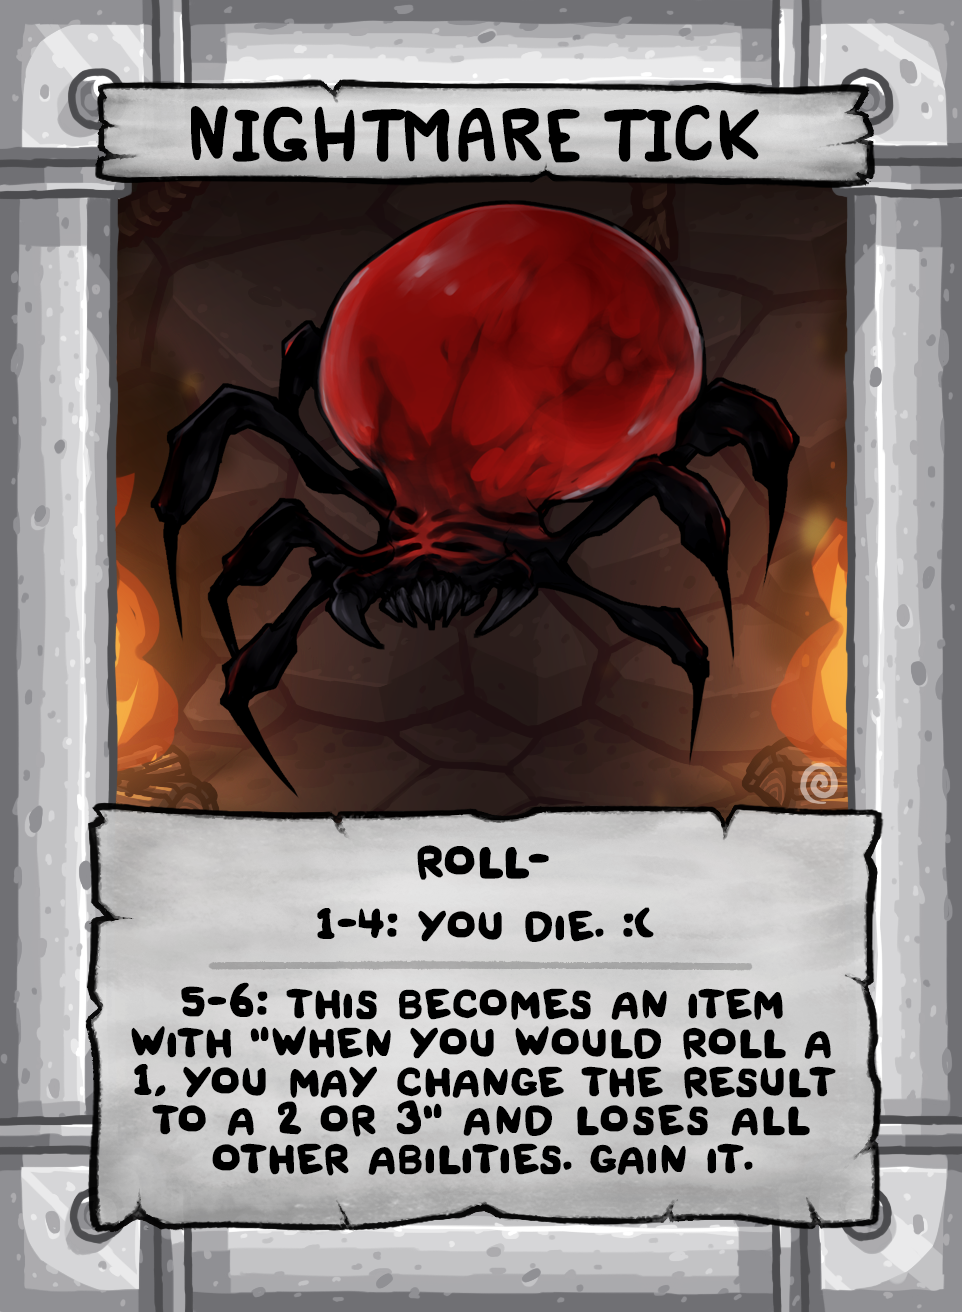 NIGHTMARE TICK
ROLL-
1-4: YOU DIE. :(
5-6: THIS BECOMES AN ITEM
WITH "WHEN YOU WOULD ROLL A
1, YOU MAY CHANGE THE RESULT
TO A 2 OR 3" AND LOSES ALL
OTHER ABILITIES. GAIN IT.